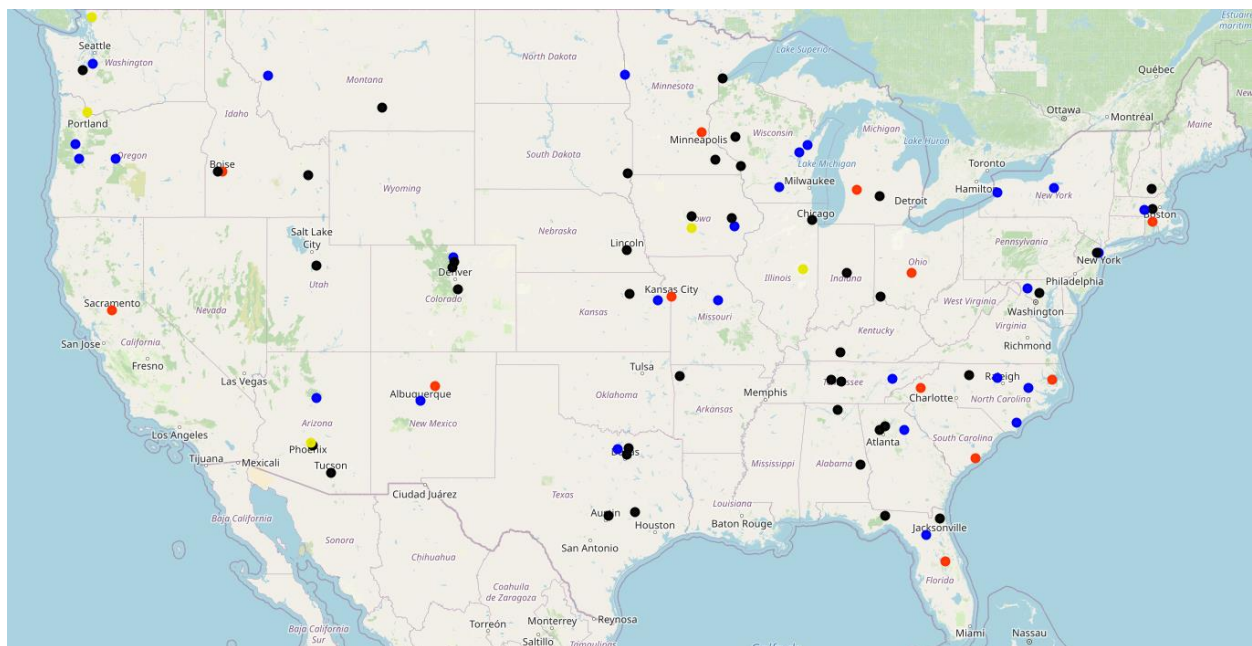 Seattle
Washington
Portland
Oregon
Idaho
Boise
Montana
North Dakota
South Dakota
Minnesota
Minneapolis
Wisconsin
Lake Superior
Lake Michigan
Lake Huron
Michigan
Milwaukee
Chicago
Detroit
Toronto
Hamilton
Ottawa
Montréal
Québec
Estuaire
maritim
Maine
New York
Boston
Pennsylvania
New York
Philadelphia
Washington
West Virginia
Virginia
Richmond
Wyoming
Nebraska
Lincoln
Iowa
Illinois
Indiana
Ohio
Kentucky
Salt Lake
City
Utah
Nevada
Denver
Colorado
Kansas
Kansas City
Missouri
Sacramento
San Jose
California
Fresno
Las Vegas
Los Angeles
Tijuana
Mexicali
Arizona
Phoenix
Tucson
Albuquerque
New Mexico
Tulsa
Oklahoma
Arkansas
Memphis
Tennessee
Charlotte
Raleigh
North Carolina
South Carolina
Atlanta
Alabama
Mississippi
Louisiana
Baton Rouge
Dallas
Texas
Austin
Houston
San Antonio
Ciudad Juárez
Baja California
Sonora
Chihuahua
Coahuila
de Zaragoza
Baja California
Sur
Torreón
Monterrey
Reynosa
Saltillo
Tamaulipas
Jacksonville
Florida
Miami
Nassau